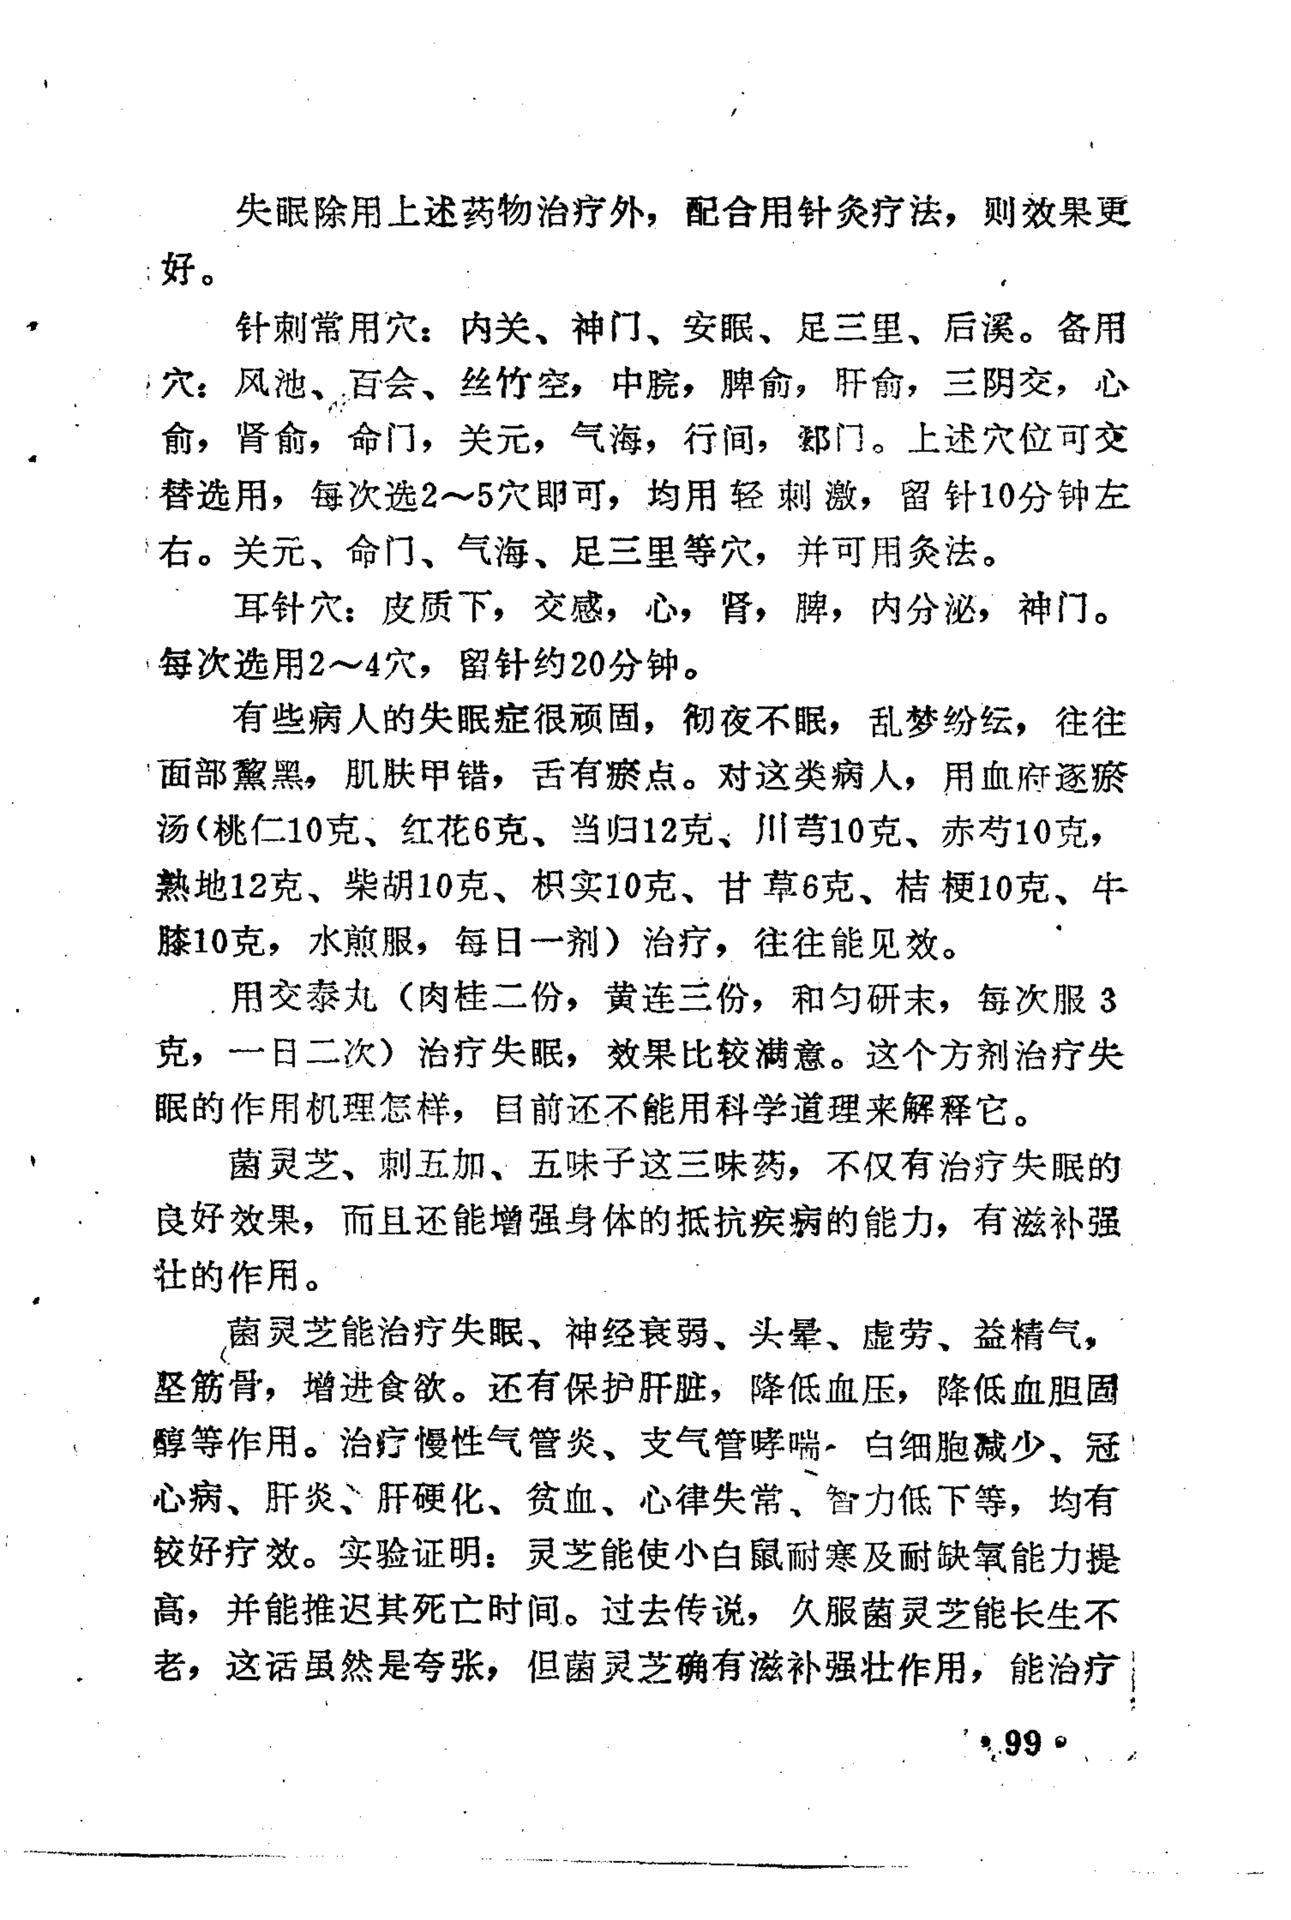 失眠除用上述药物治疗外，配合用针灸疗法，则效果更
好。
针刺常用穴：内关、神门、安眠、足三里、后溪。备用
穴：风池、百会、丝竹空，中脘，脾俞，肝俞，三阴交，心
俞，肾俞，命门，关元，气海，行间，郄门。上述穴位可交
替选用，每次选2～5穴即可，均用轻刺激，留针10分钟左
右。关元、命门、气海、足三里等穴，并可用灸法。
耳针穴：皮质下，交感，心，肾，脾，内分泌，神门。
每次选用2～4穴，留针约20分钟。
有些病人的失眠症很顽固，彻夜不眠，乱梦纷纭，往往
面部黧黑，肌肤甲错，舌有瘀点。对这类病人，用血府逐瘀
汤（桃仁10克、红花6克、当归12克、川芎10克、赤芍10克，
熟地12克、柴胡10克、枳实10克、甘草6克、桔梗10克、牛
膝10克，水煎服，每日一剂）治疗，往往能见效。
用交泰丸（肉桂二份，黄连三份，和匀研末，每次服3
克，一日二次）治疗失眠，效果比较满意。这个方剂治疗失
眠的作用机理怎样，目前还不能用科学道理来解释它。
菌灵芝、刺五加、五味子这三味药，不仅有治疗失眠的
良好效果，而且还能增强身体的抵抗疾病的能力，有滋补强
壮的作用。
菌灵芝能治疗失眠、神经衰弱、头晕、虚劳、益精气，
坚筋骨，增进食欲。还有保护肝脏，降低血压，降低血胆固
醇等作用。治疗慢性气管炎、支气管哮喘、白细胞减少、冠
心病、肝炎、肝硬化、贫血、心律失常、智力低下等，均有
较好疗效。实验证明：灵芝能使小白鼠耐寒及耐缺氧能力提
高，并能推迟其死亡时间。过去传说，久服菌灵芝能长生不
老，这话虽然是夸张，但菌灵芝确有滋补强壮作用，能治疗
•99•